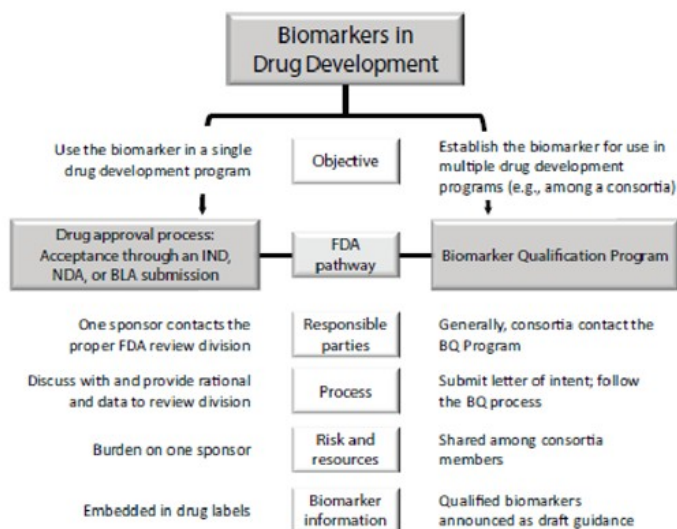 Biomarkers in
Drug Development
Use the biomarker in a single
drug development program
Objective
Establish the biomarker for use in
multiple drug development
programs (e.g., among a consortia)
Drug approval process:
Acceptance through an IND,
NDA, or BLA submission
FDA
pathway
Biomarker Qualification Program
One sponsor contacts the
proper FDA review division
Responsible
parties
Generally, consortia contact the
BQ Program
Discuss with and provide rational
and data to review division
Process
Submit letter of intent; follow
the BQ process
Burden on one sponsor
Risk and
resources
Shared among consortia
members
Embedded in drug labels
Biomarker
information
Qualified biomarkers
announced as draft guidance